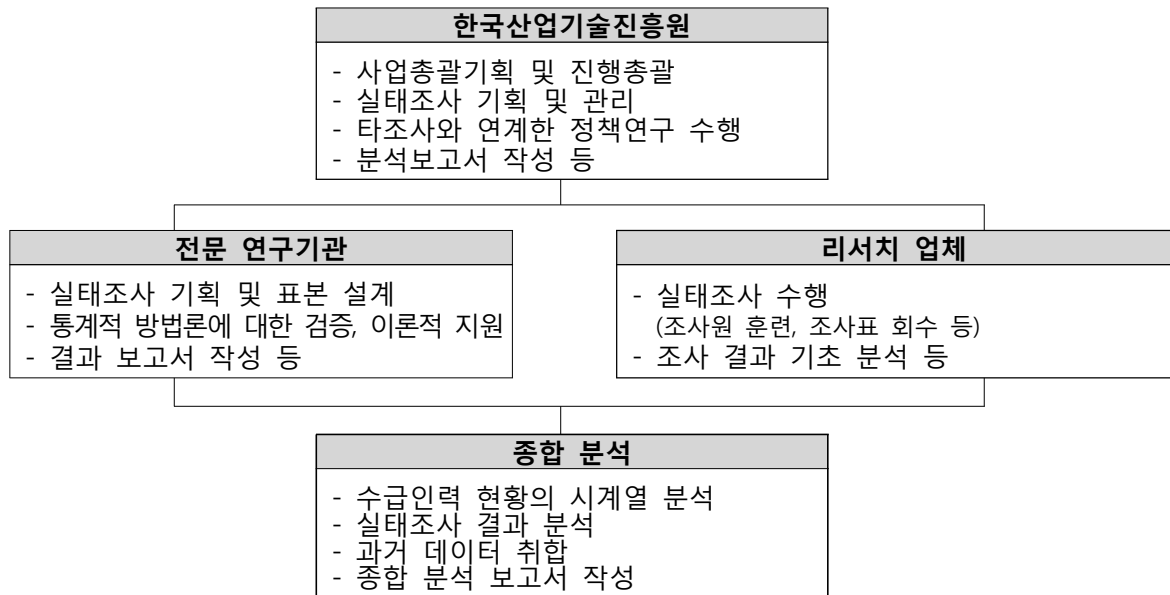 한국산업기술진흥원
- 사업총괄기획 및 진행총괄
- 실태조사 기획 및 관리
- 타조사와 연계한 정책연구 수행
- 분석보고서 작성 등
전문 연구기관
- 실태조사 기획 및 표본 설계
- 통계적 방법론에 대한 검증, 이론적 지원
- 결과 보고서 작성 등
리서치 업체
- 실태조사 수행
(조사원 훈련, 조사표 회수 등)
- 조사 결과 기초 분석 등
종합 분석
- 수급인력 현황의 시계열 분석
- 실태조사 결과 분석
- 과거 데이터 취합
- 종합 분석 보고서 작성